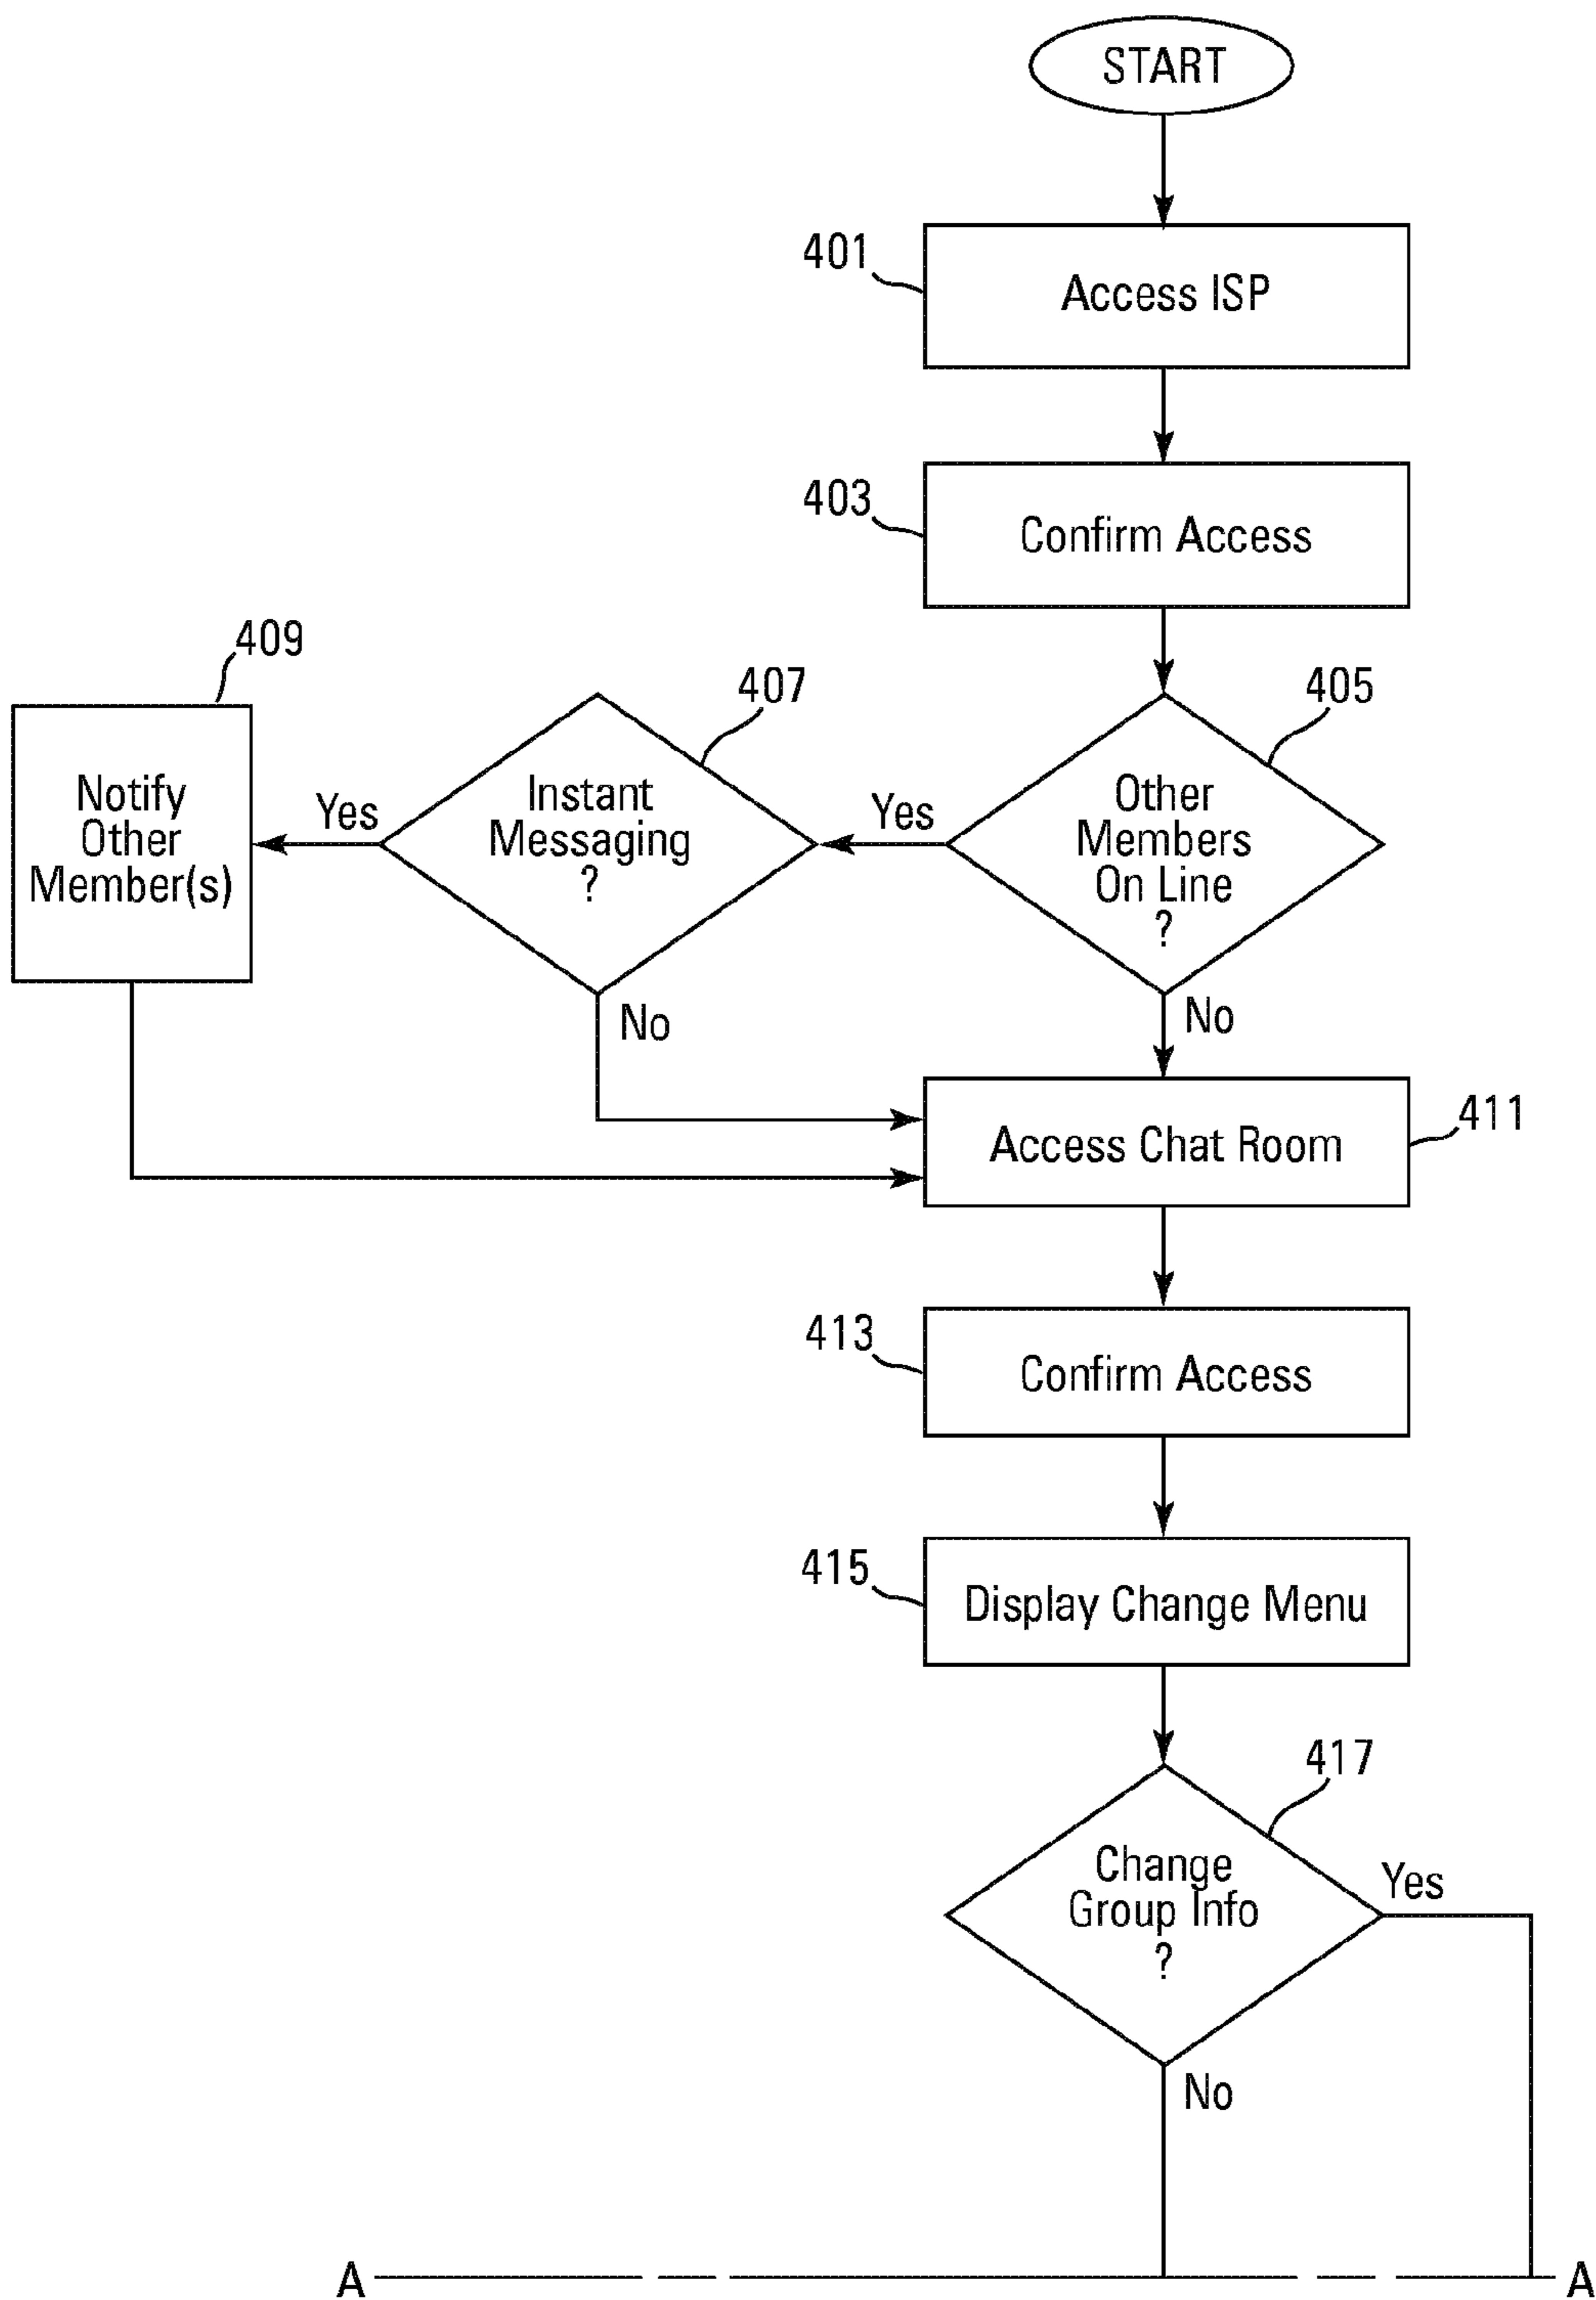 START
401
Access ISP
403
Confirm Access
409
407
405
Notify
Other
Member(s)
Yes
Instant
Messaging
?
Yes
Other
Members
On Line
?
No
No
Access Chat Room
411
413
Confirm Access
415
Display Change Menu
417
Change
Group Info
?
Yes
No
A
A